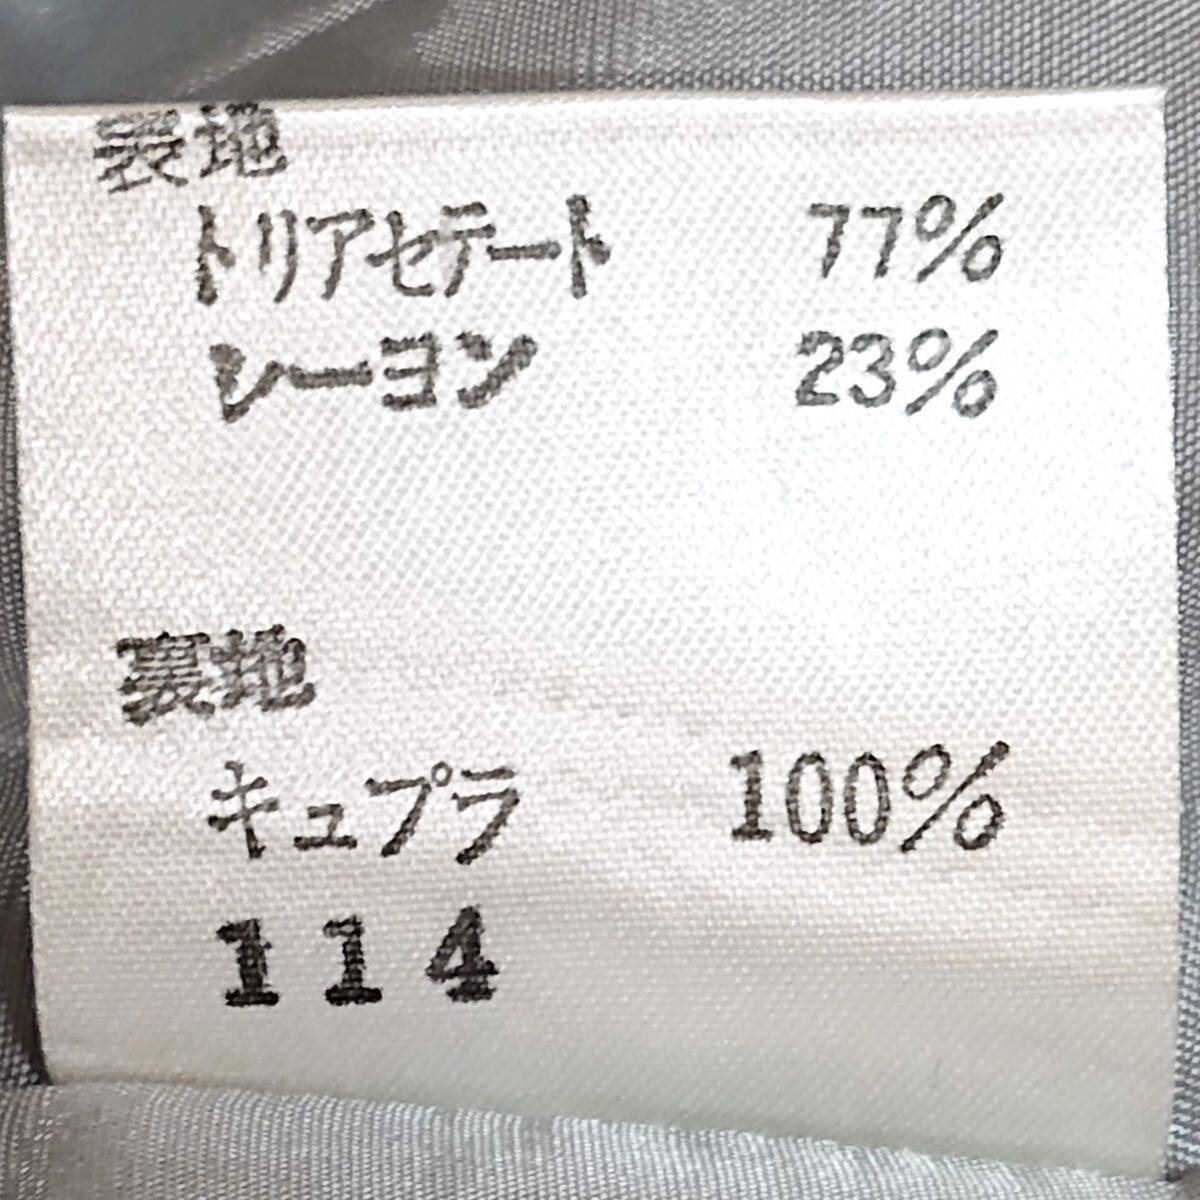 表地
トリアセテート 77%
レーヨン 23%
裏地
キュプラ 100%
114